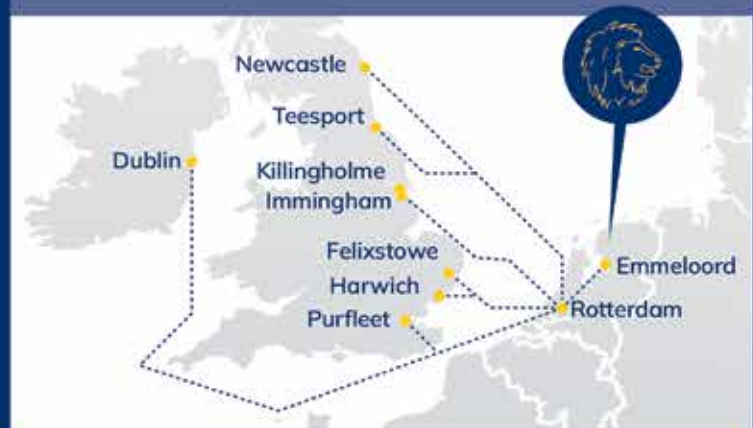 Newcastle
Teesport
Dublin
Killingholme
Immingham
Felixstowe
Emmeloord
Harwich
Rotterdam
Purfleet